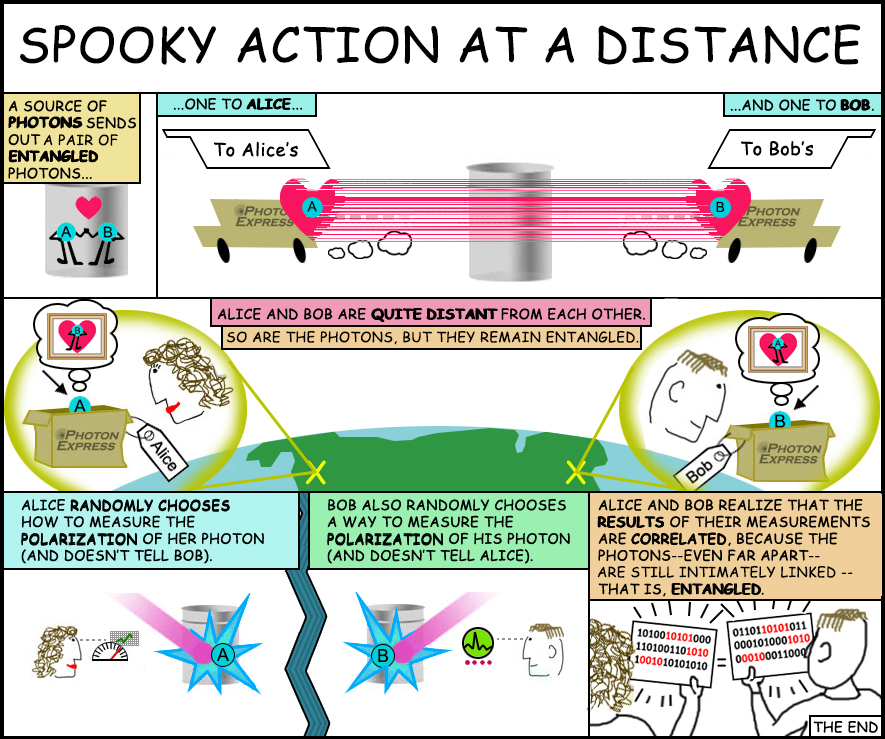 SPOOKY ACTION AT A DISTANCE
A SOURCE OF
PHOTONS SENDS
OUT A PAIR OF
ENTANGLED
PHOTONS...
A
B
...ONE TO ALICE...
...AND ONE TO BOB.
To Alice's
To Bob's
PHOTON
EXPRESS
A
B
PHOTON
EXPRESS
ALICE AND BOB ARE QUITE DISTANT FROM EACH OTHER.
SO ARE THE PHOTONS, BUT THEY REMAIN ENTANGLED.
B
A
PHOTON
EXPRESS
Alice
A
B
PHOTON
EXPRESS
Bob
ALICE RANDOMLY CHOOSES
HOW TO MEASURE THE
POLARIZATION OF HER PHOTON
(AND DOESN'T TELL BOB).
A
BOB ALSO RANDOMLY CHOOSES
A WAY TO MEASURE THE
POLARIZATION OF HIS PHOTON
(AND DOESN'T TELL ALICE).
B
ALICE AND BOB REALIZE THAT THE
RESULTS OF THEIR MEASUREMENTS
ARE CORRELATED, BECAUSE THE
PHOTONS--EVEN FAR APART--
ARE STILL INTIMATELY LINKED --
THAT IS, ENTANGLED.
1010010101000
1101001101010
10010101010
=
0110110101011
0001010001010
0001000110000
THE END